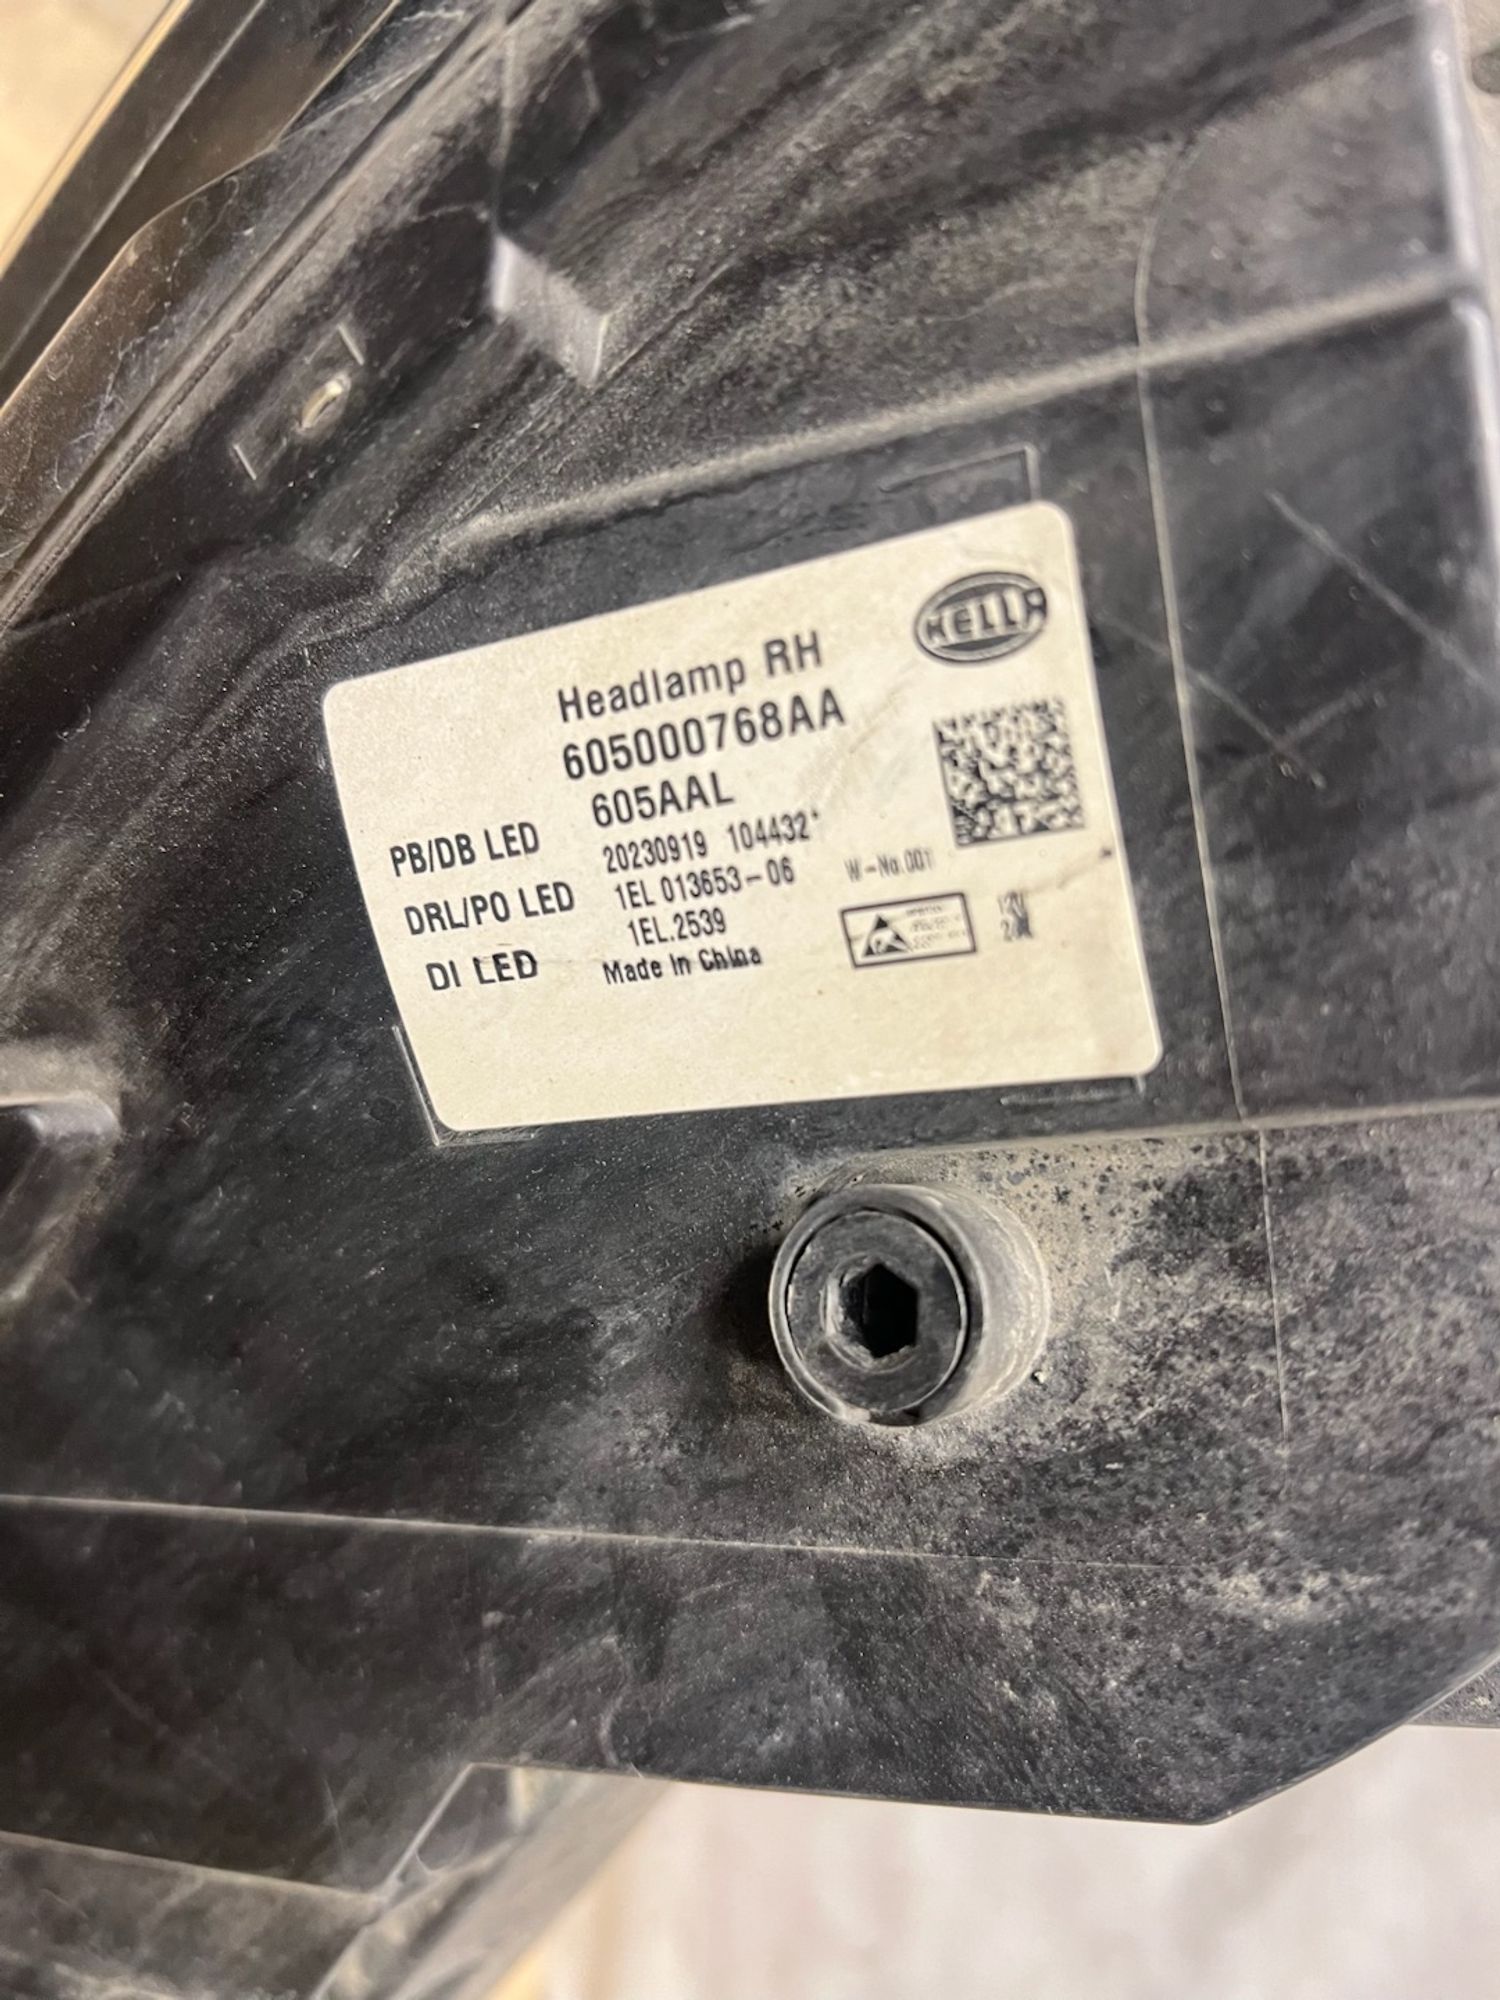 HELLA
Headlamp RH
605000768AA
605AAL
PB/DB LED
20230919 104432*
DRL/PO LED
1EL 013653-06
W-No.001
1EL.2539
12V
DI LED
Made In China